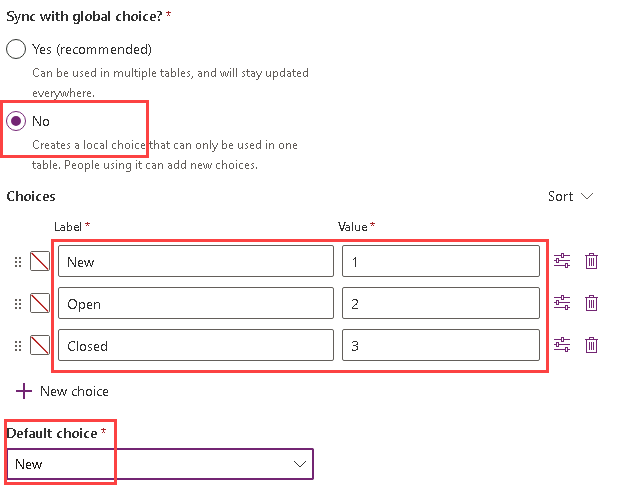 Sync with global choice? *
Yes (recommended)
Can be used in multiple tables, and will stay updated
everywhere.
No
Creates a local choice that can only be used in one
table. People using it can add new choices.
Choices Sort
Label * Value *
New 1
Open 2
Closed 3
New choice
Default choice *
New